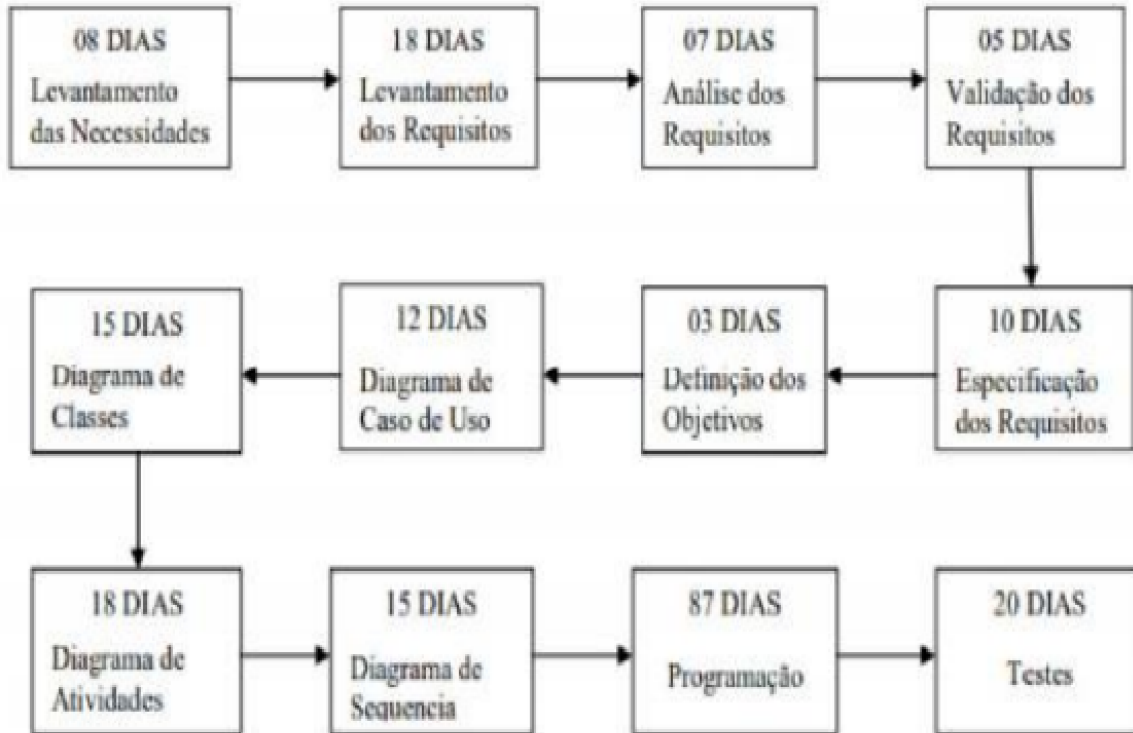 08 DIAS
Levantamento
das Necessidades
18 DIAS
Levantamento
dos Requisitos
07 DIAS
Análise dos
Requisitos
05 DIAS
Validação dos
Requisitos
10 DIAS
Especificação
dos Requisitos
03 DIAS
Definição dos
Objetivos
12 DIAS
Diagrama de
Caso de Uso
15 DIAS
Diagrama de
Classes
18 DIAS
Diagrama de
Atividades
15 DIAS
Diagrama de
Sequencia
87 DIAS
Programação
20 DIAS
Testes